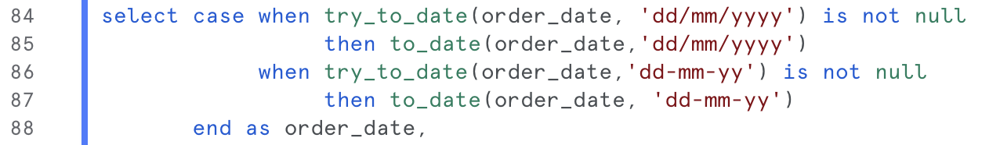 84 select case when try_to_date(order_date, 'dd/mm/yyyy') is not null
85 then to_date(order_date,'dd/mm/yyyy')
86 when try_to_date(order_date,'dd-mm-yy') is not null
87 then to_date(order_date, 'dd-mm-yy')
88 end as order_date,